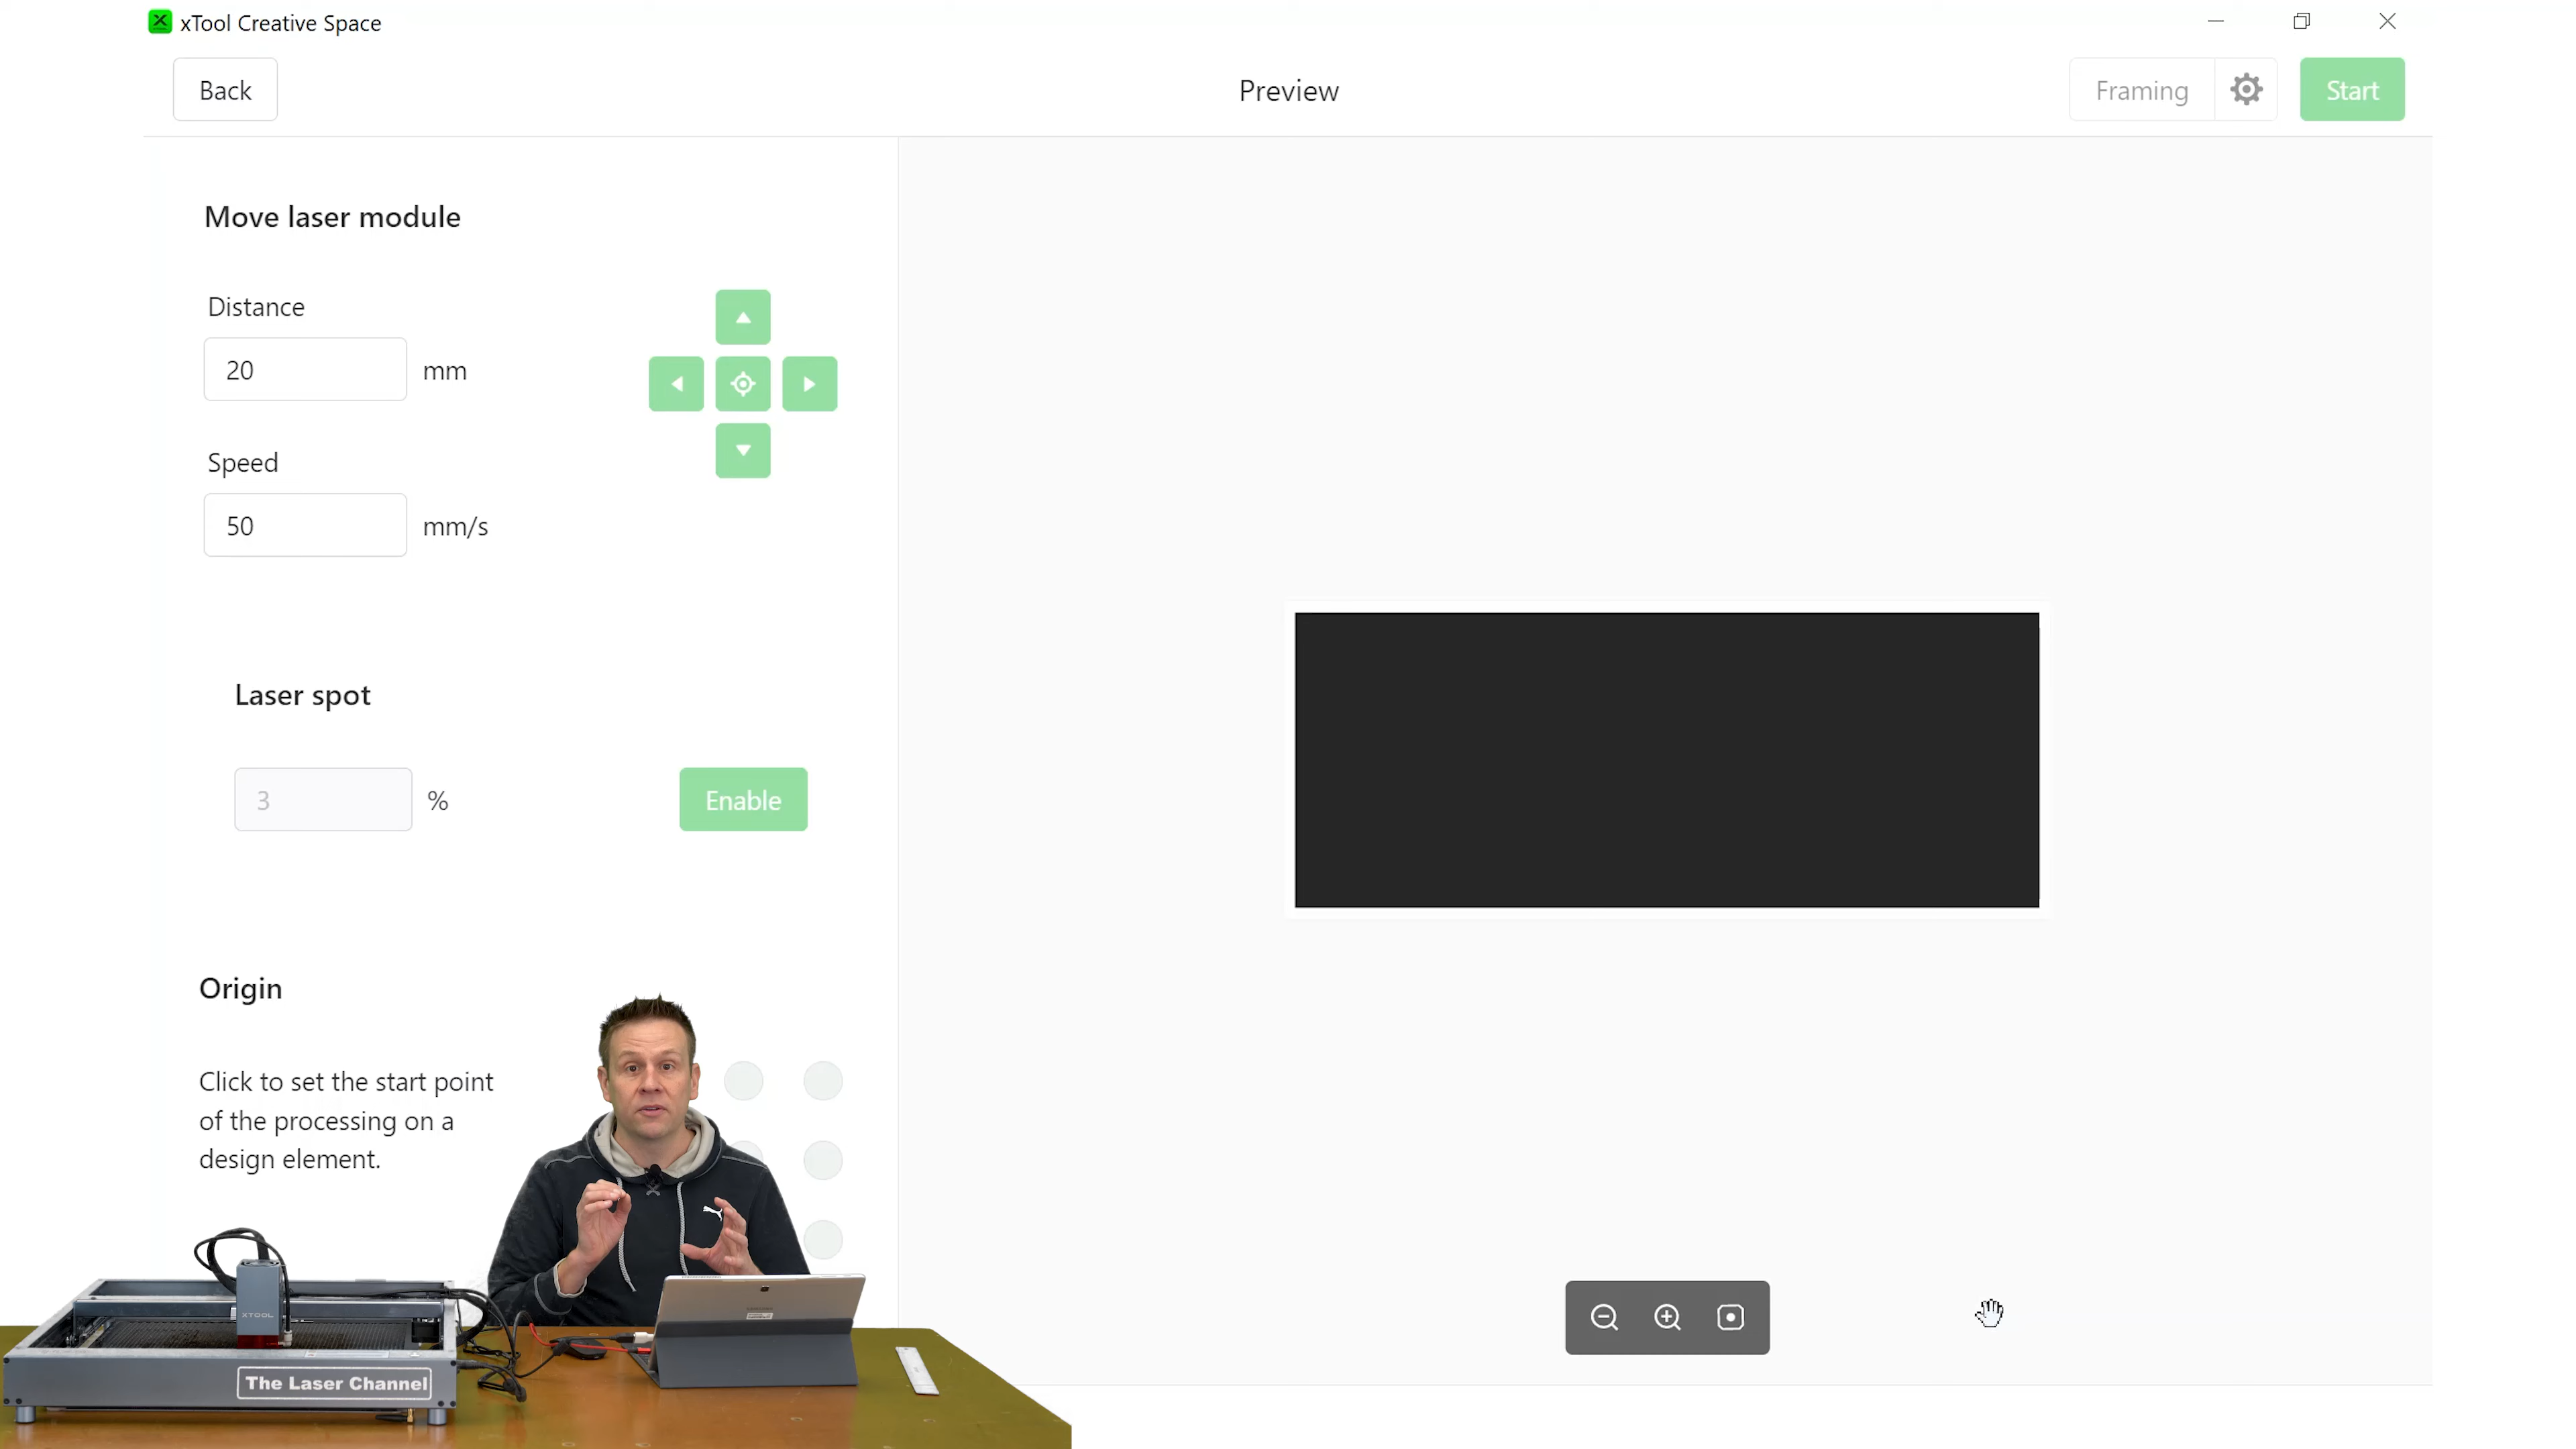 xTool Creative Space
Back
Preview
Framing
Start
Move laser module
Distance
20
mm
Speed
50
mm/s
Laser spot
3
%
Enable
Origin
Click to set the start point
of the processing on a
design element.
XTOOL
The Laser Channel